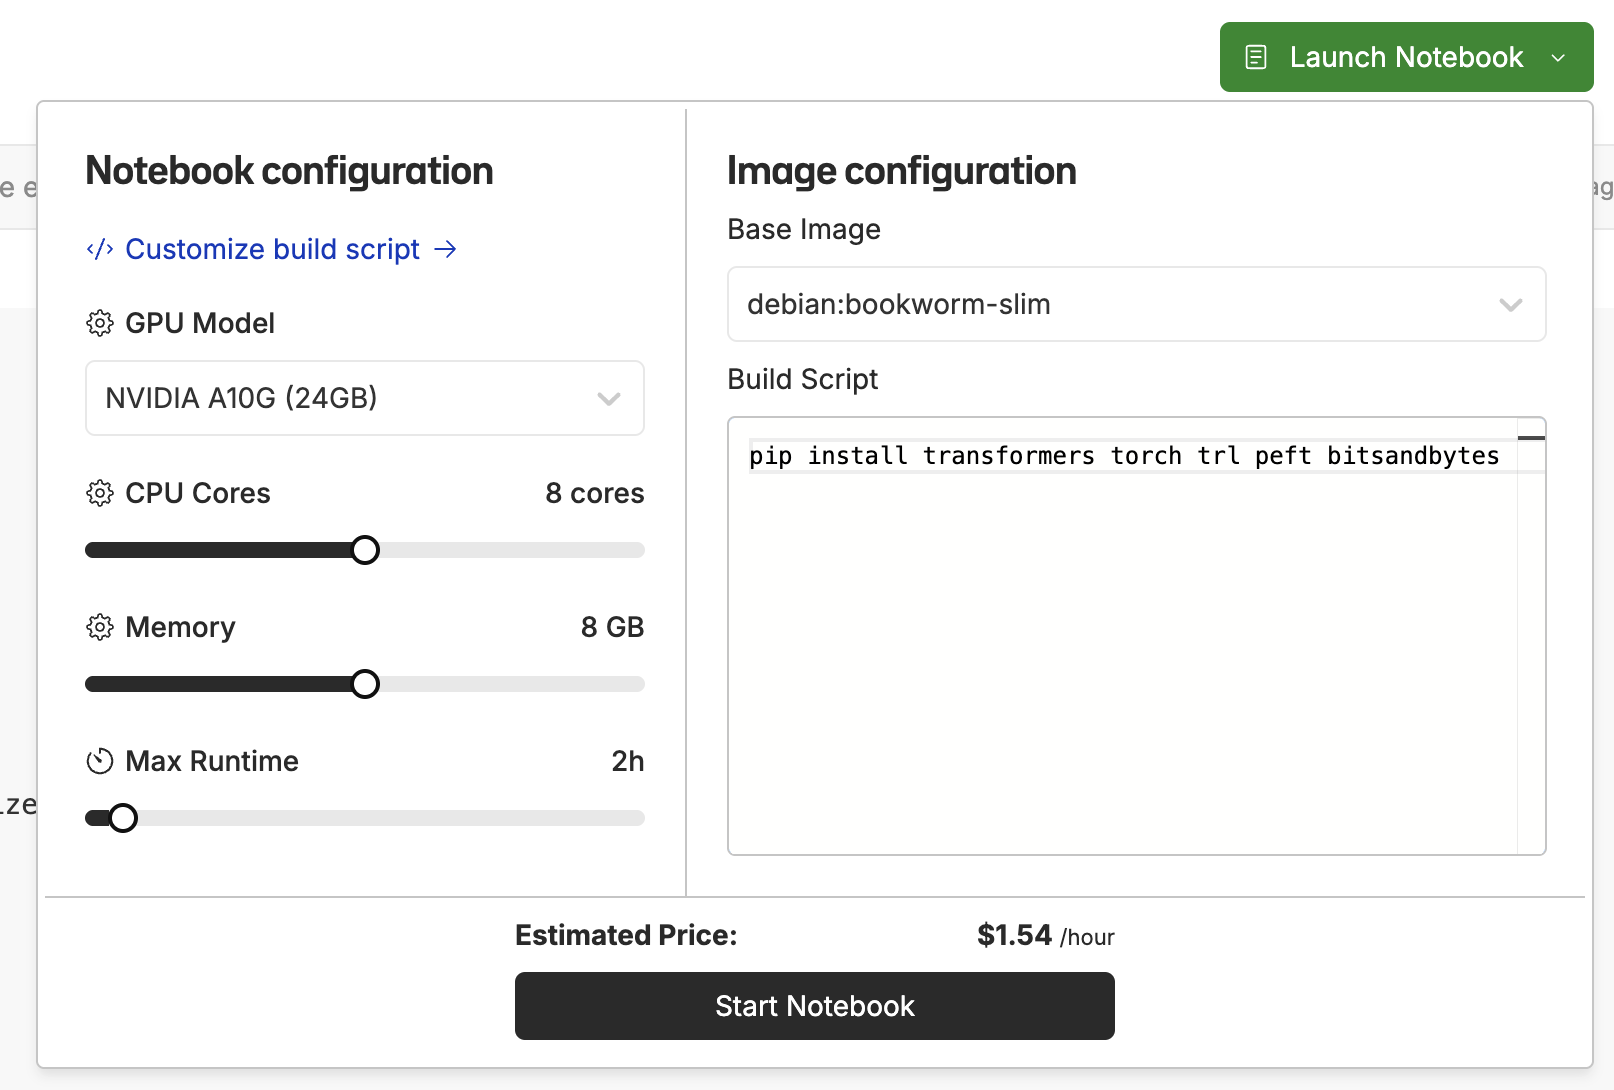 Launch Notebook
Notebook configuration
Customize build script
GPU Model
NVIDIA A10G (24GB)
CPU Cores 8 cores
Memory 8 GB
Max Runtime 2h
Image configuration
Base Image
debian:bookworm-slim
Build Script
pip install transformers torch trl peft bitsandbytes
Estimated Price: $1.54 /hour
Start Notebook